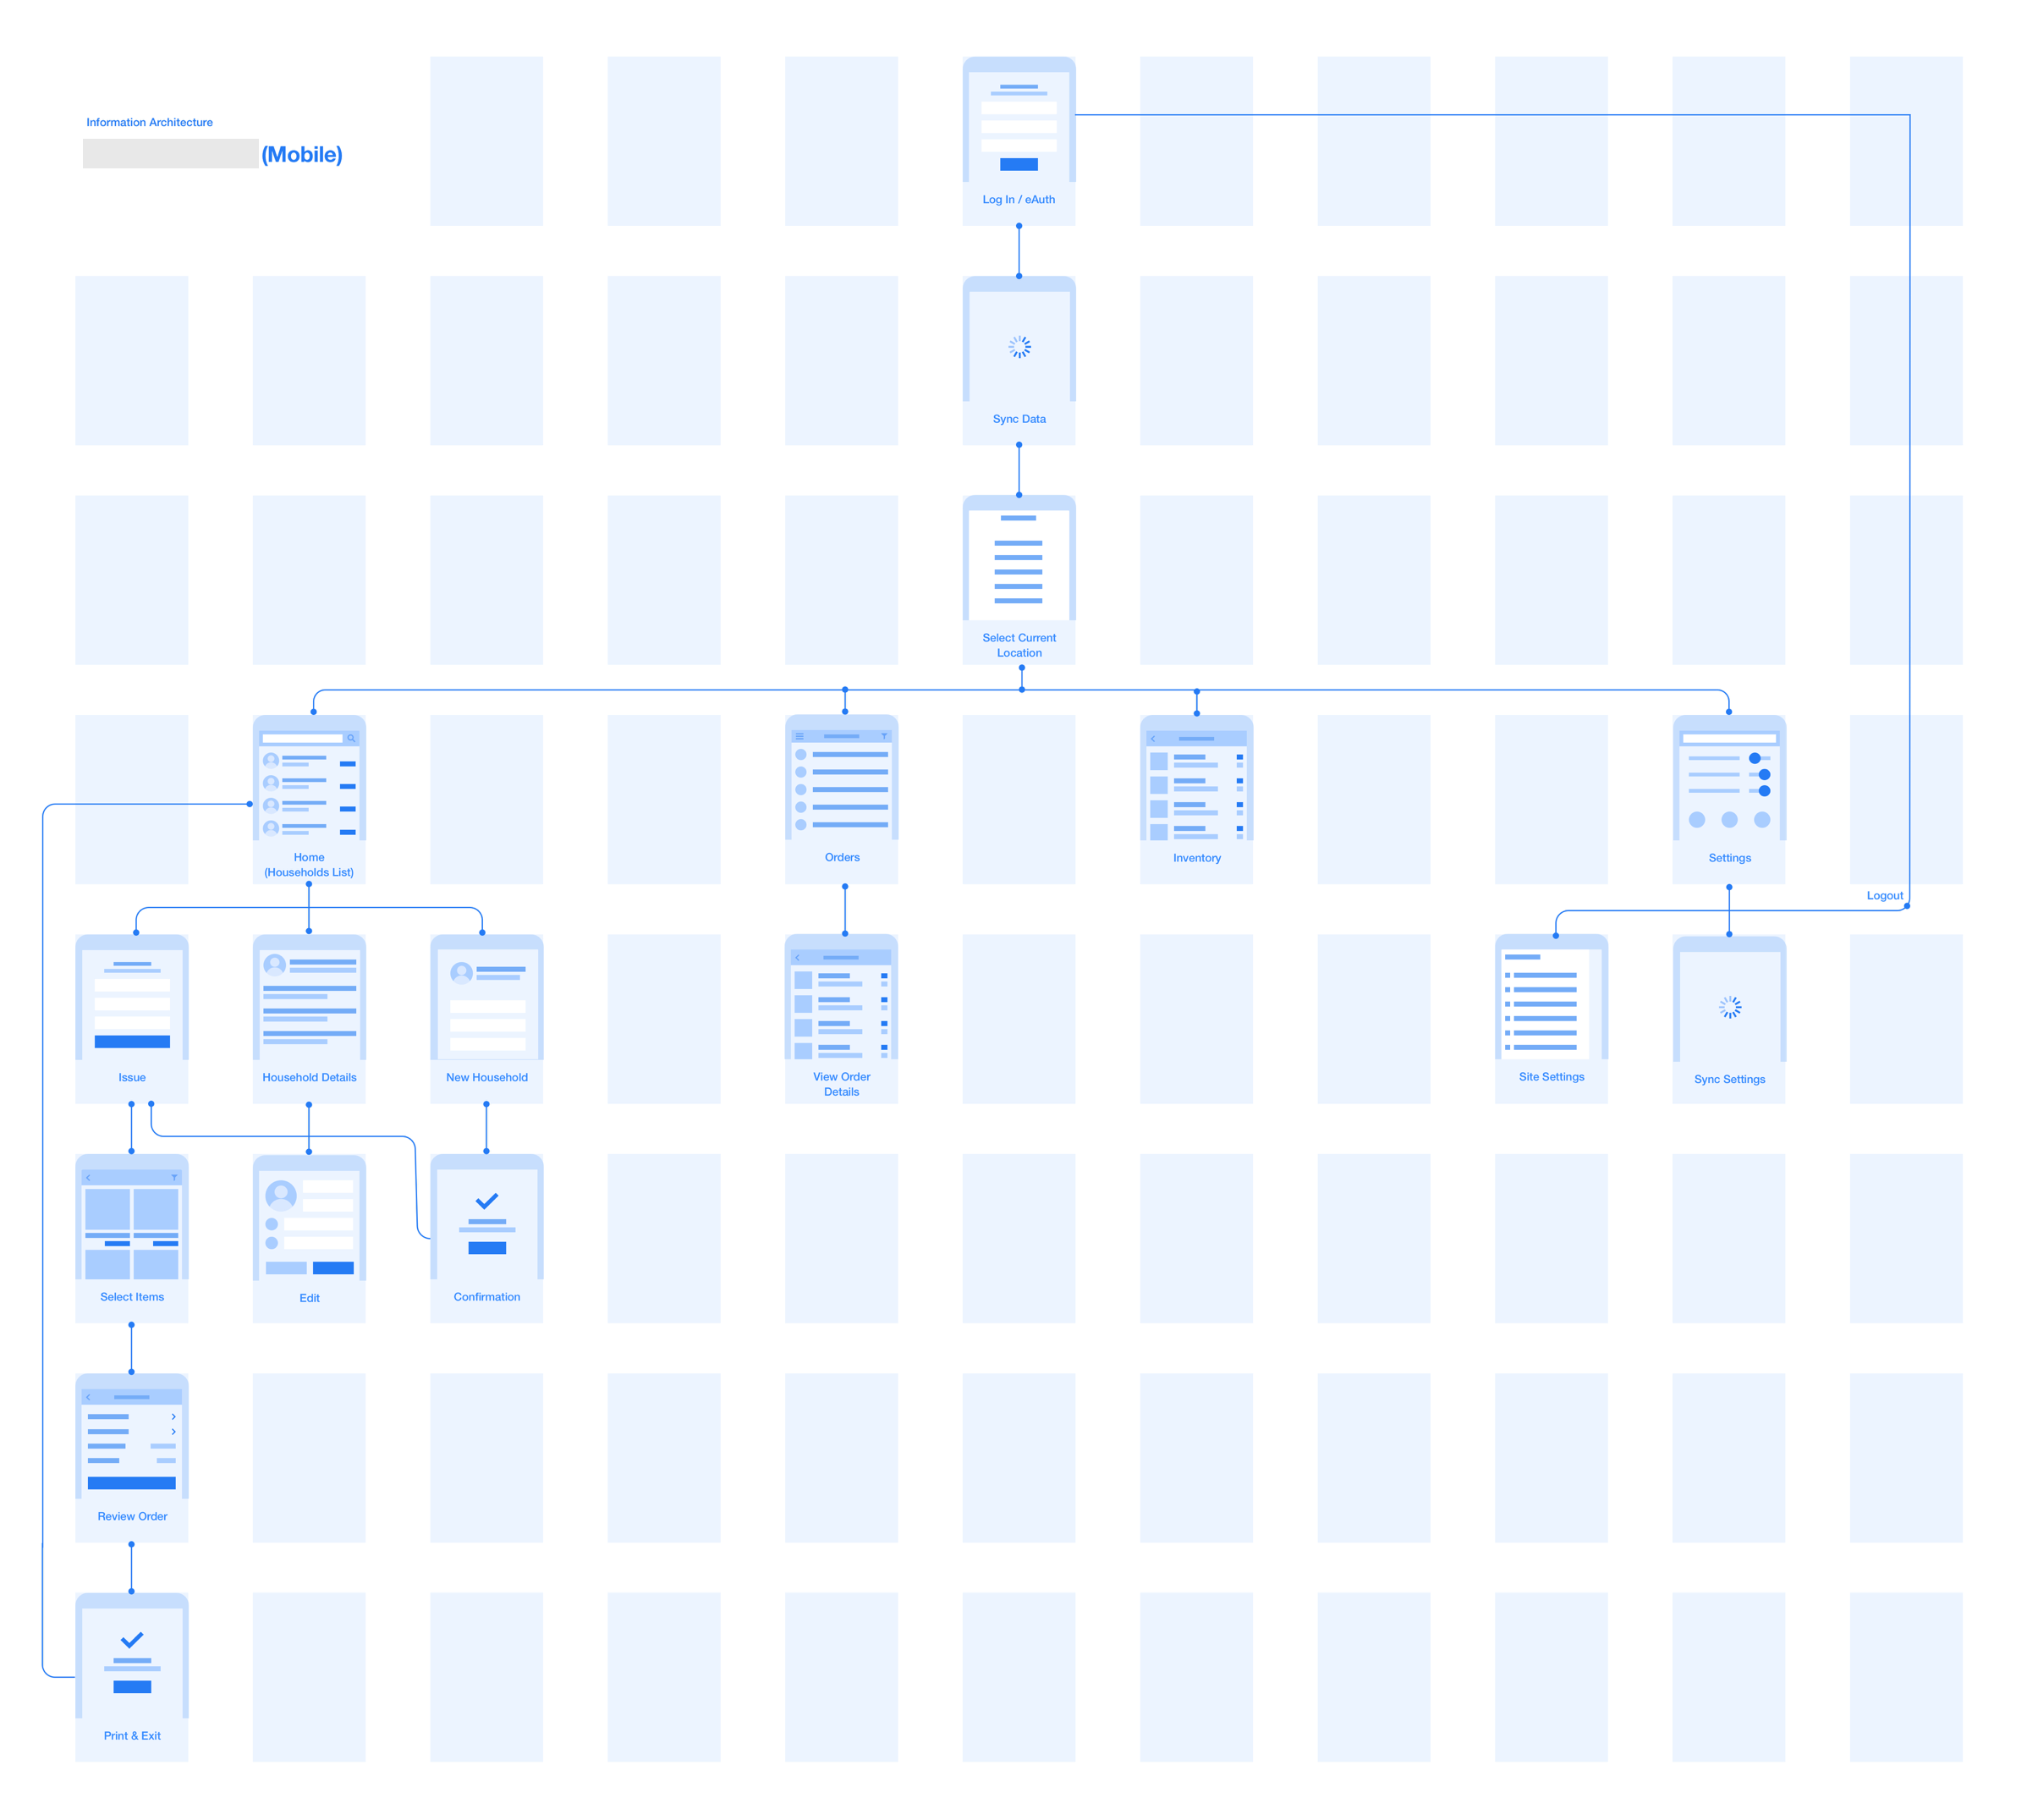 Information Architecture
(Mobile)
Log In / eAuth
Sync Data
Select Current
Location
Home
(Households List)
Orders
Inventory
Settings
Logout
Issue
Household Details
New Household
View Order
Details
Site Settings
Sync Settings
Select Items
Edit
Confirmation
Review Order
Print & Exit